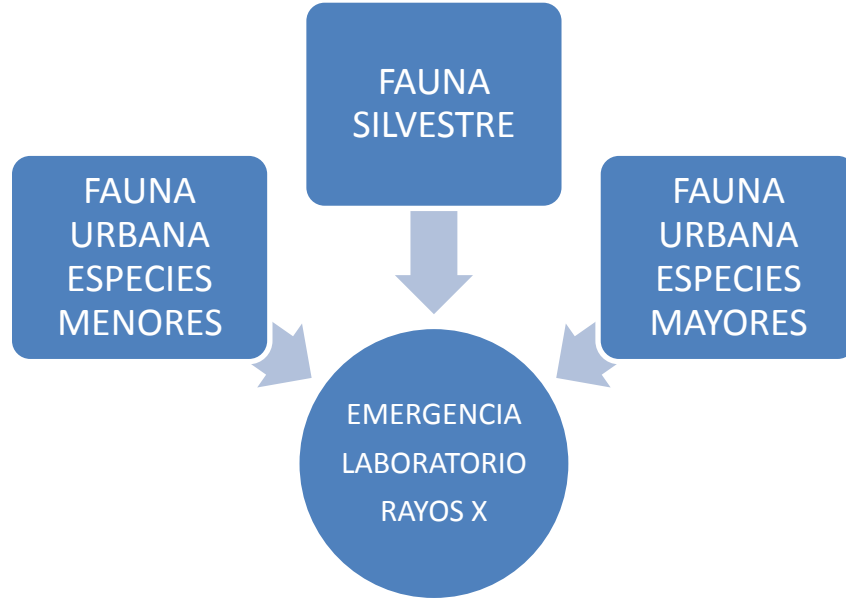 FAUNA
SILVESTRE
FAUNA
URBANA
ESPECIES
MENORES
FAUNA
URBANA
ESPECIES
MAYORES
EMERGENCIA
LABORATORIO
RAYOS X